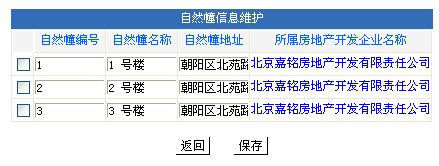 自然幢信息维护
自然幢编号 自然幢名称 自然幢地址 所属房地产开发企业名称
1 1 号楼 朝阳区北苑路 北京嘉铭房地产开发有限责任公司
2 2 号楼 朝阳区北苑路 北京嘉铭房地产开发有限责任公司
3 3 号楼 朝阳区北苑路 北京嘉铭房地产开发有限责任公司
返回 保存